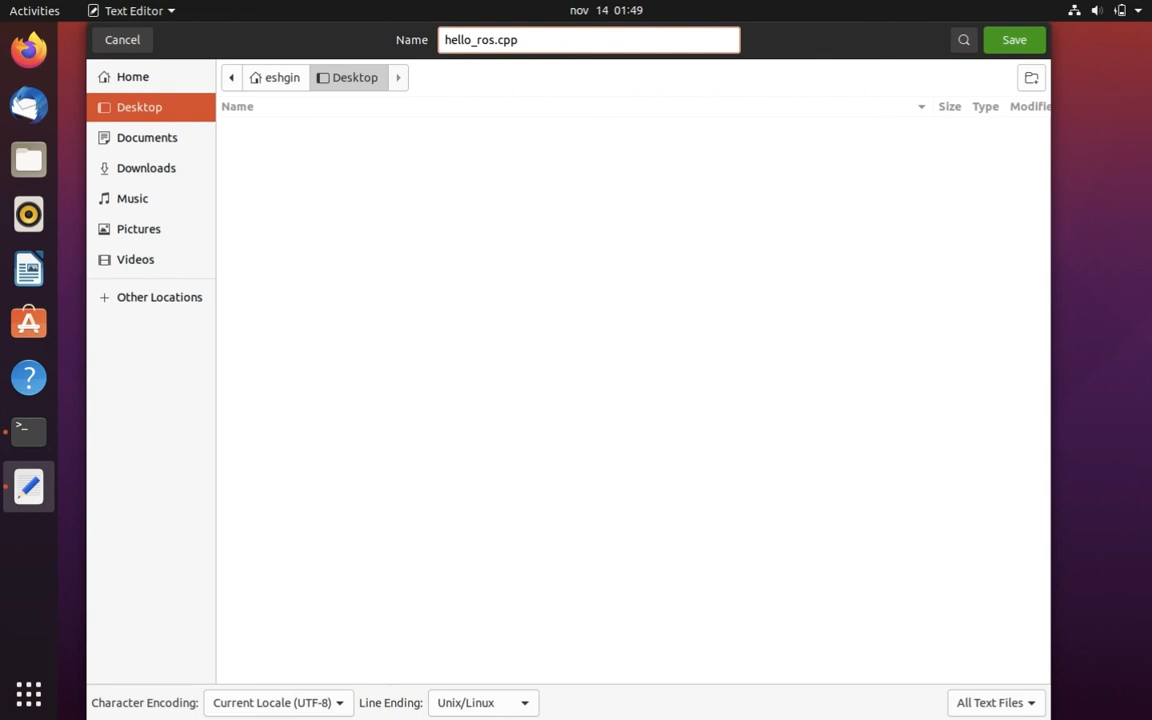 Activities
Text Editor
nov 14 01:49
Cancel
Name
hello_ros.cpp
Save
Home
eshgin
Desktop
Desktop
Name
Size
Type
Modifie
Documents
Downloads
Music
Pictures
Videos
Other Locations
Character Encoding:
Current Locale (UTF-8)
Line Ending:
Unix/Linux
All Text Files